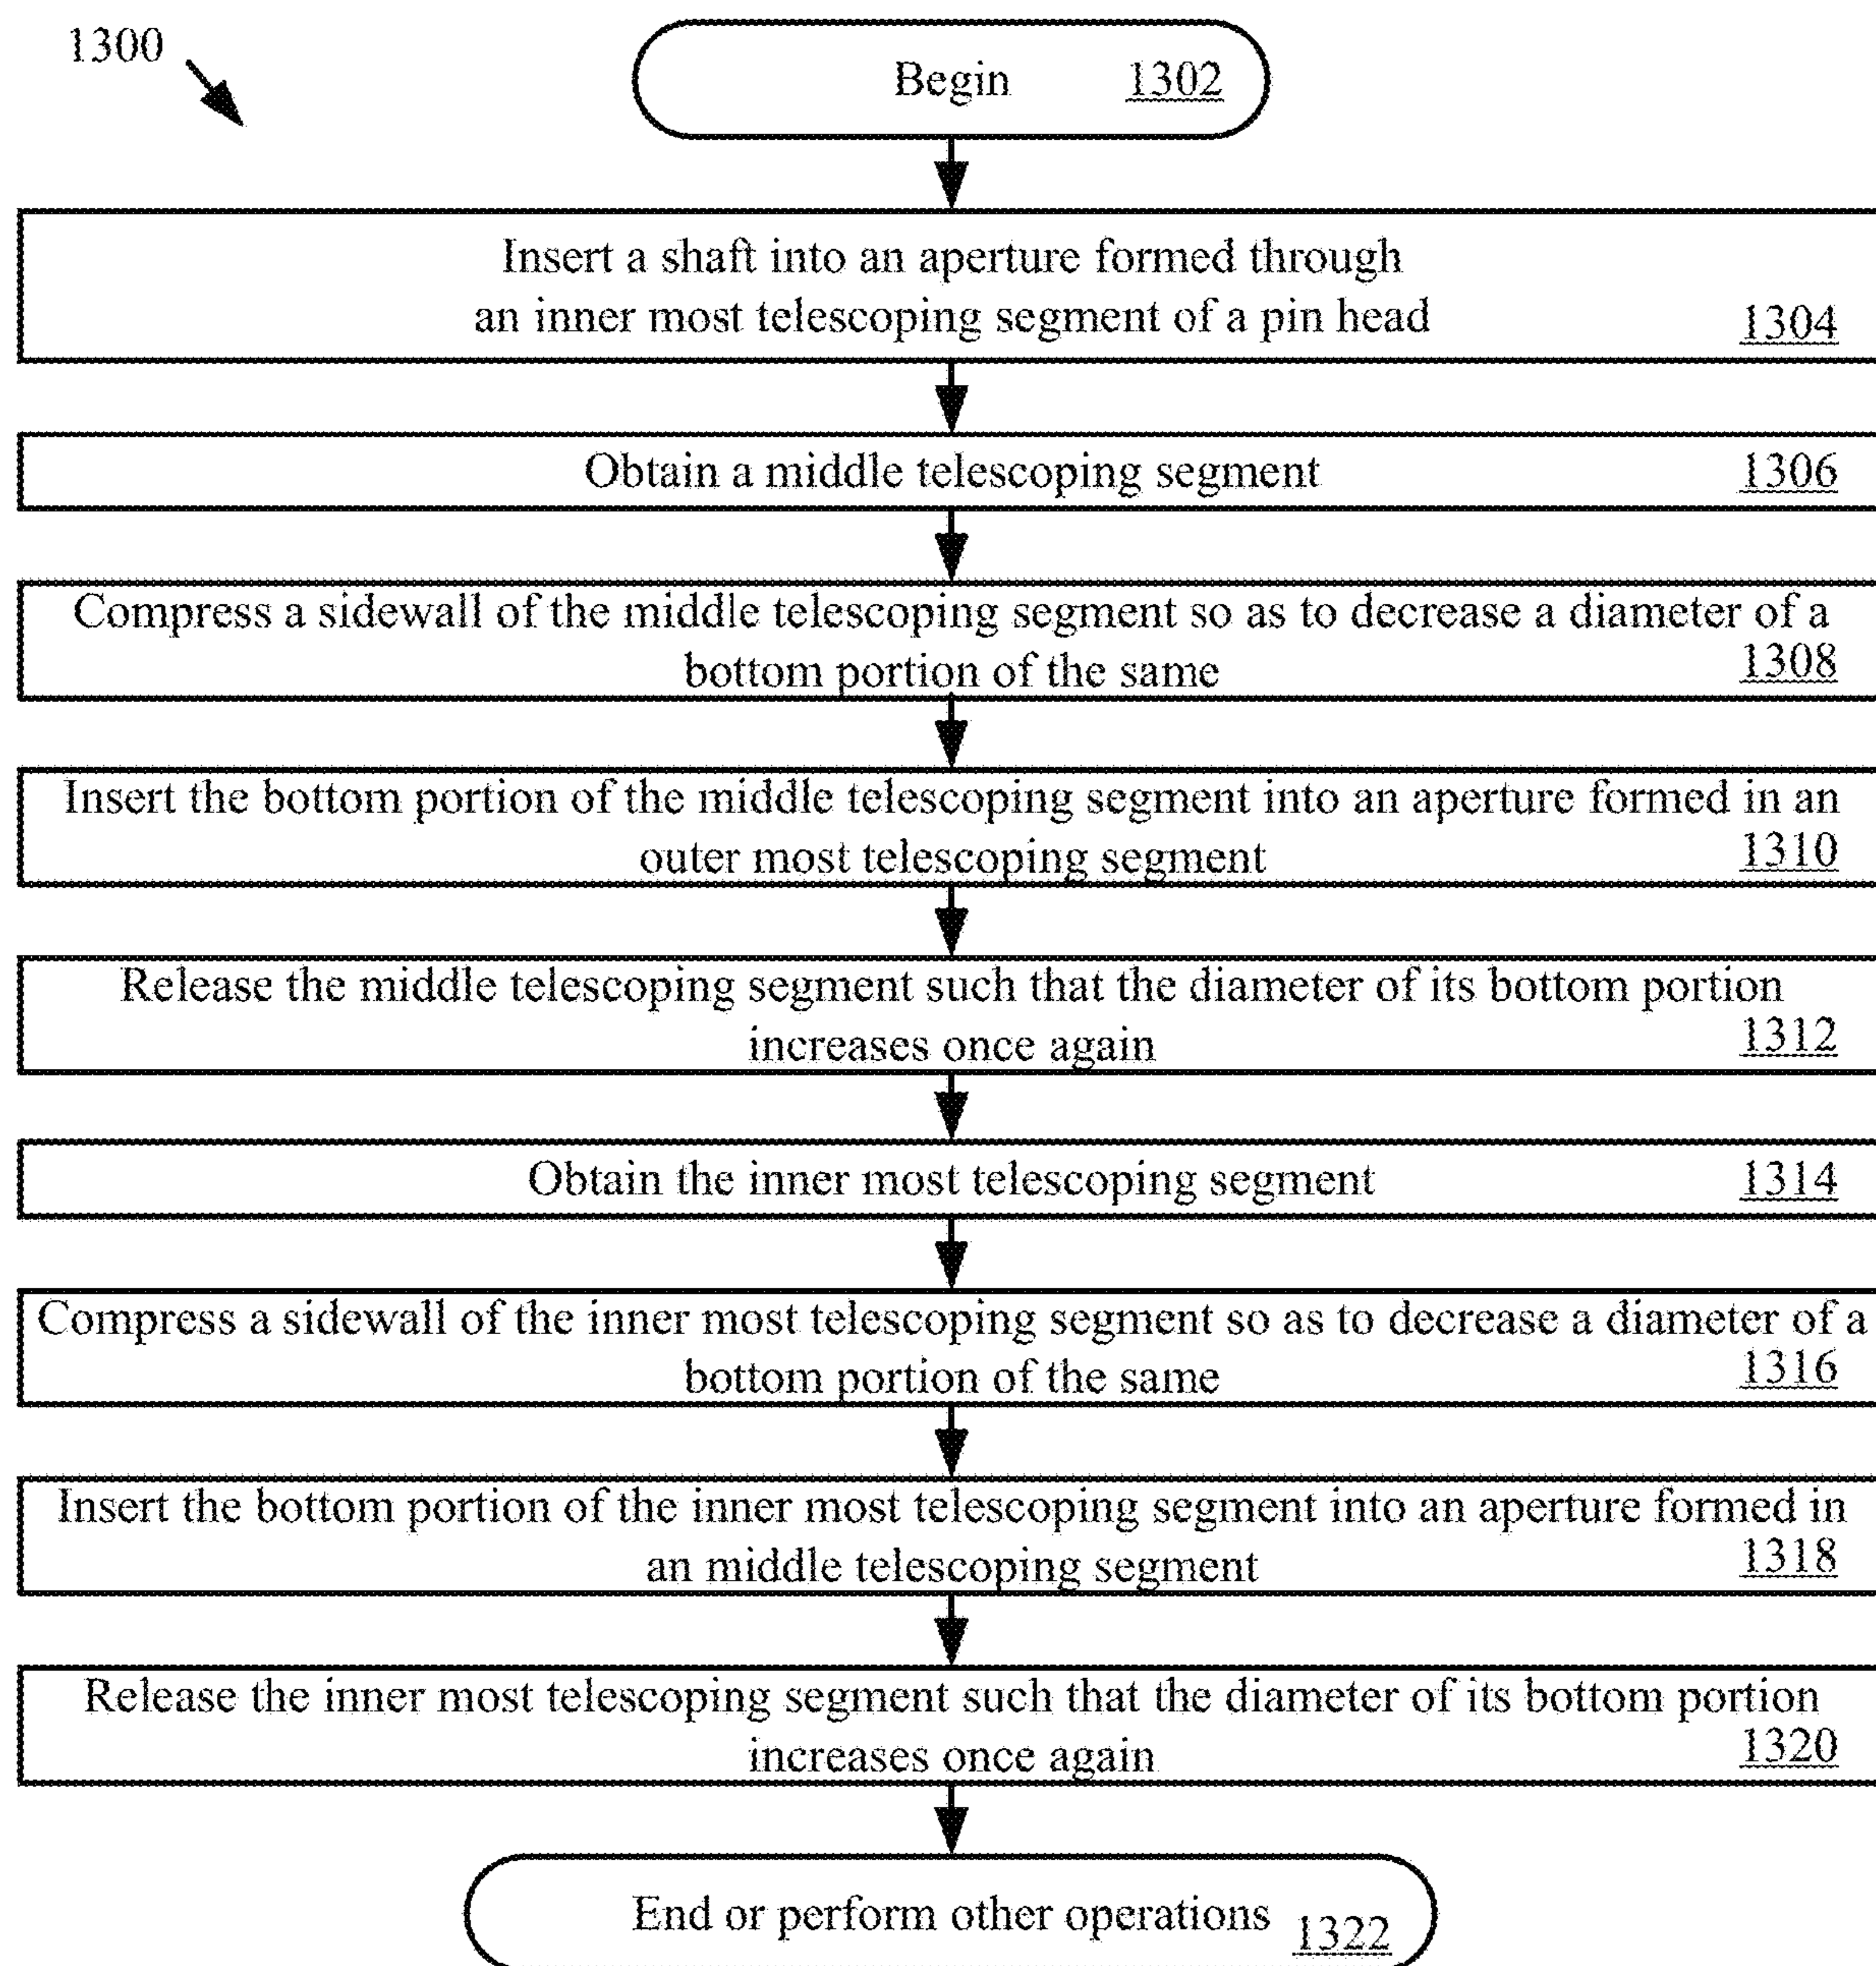 1300
Begin 1302
Insert a shaft into an aperture formed through
an inner most telescoping segment of a pin head 1304
Obtain a middle telescoping segment 1306
Compress a sidewall of the middle telescoping segment so as to decrease a diameter of a
bottom portion of the same 1308
Insert the bottom portion of the middle telescoping segment into an aperture formed in an
outer most telescoping segment 1310
Release the middle telescoping segment such that the diameter of its bottom portion
increases once again 1312
Obtain the inner most telescoping segment 1314
Compress a sidewall of the inner most telescoping segment so as to decrease a diameter of a
bottom portion of the same 1316
Insert the bottom portion of the inner most telescoping segment into an aperture formed in
an middle telescoping segment 1318
Release the inner most telescoping segment such that the diameter of its bottom portion
increases once again 1320
End or perform other operations 1322